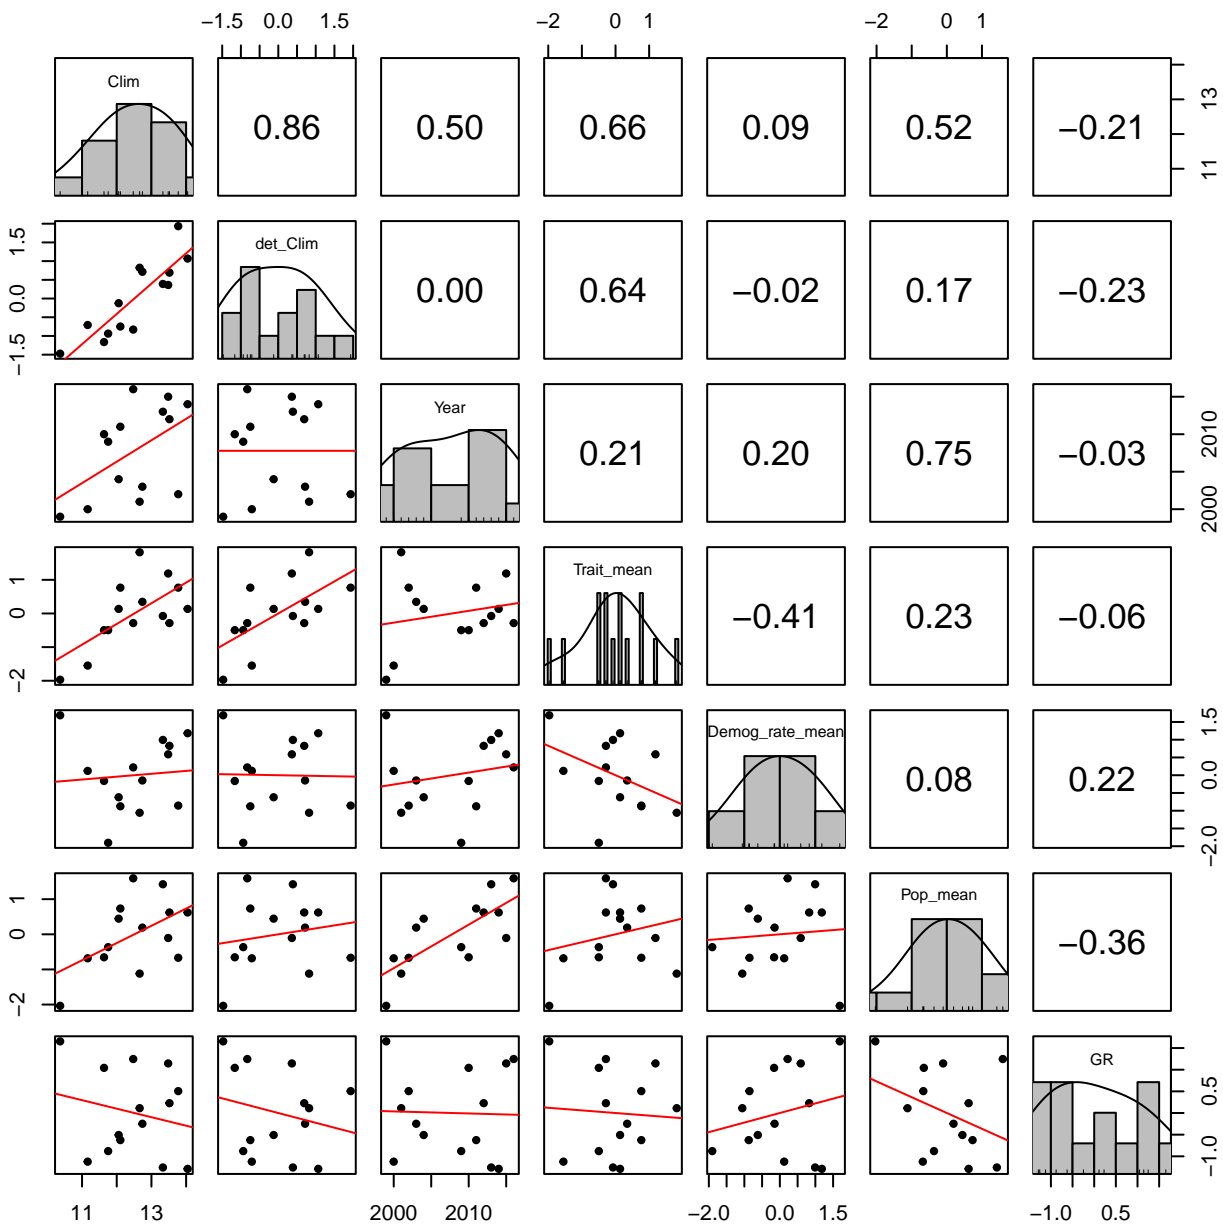 −1.5 0.0 1.5 −2 0 1 −2 0 1
Clim 0.86 0.50 0.66 0.09 0.52 −0.21 11 13
−1.5 0.0 1.5 det_Clim 0.00 0.64 −0.02 0.17 −0.23
Year 0.21 0.20 0.75 −0.03 2000 2010
−2 0 1 Trait_mean −0.41 0.23 −0.06
Demog_rate_mean 0.08 0.22 −2.0 0.0 1.5
−2 0 1 Pop_mean −0.36
GR −1.0 0.5
11 13 2000 2010 −2.0 0.0 1.5 −1.0 0.5